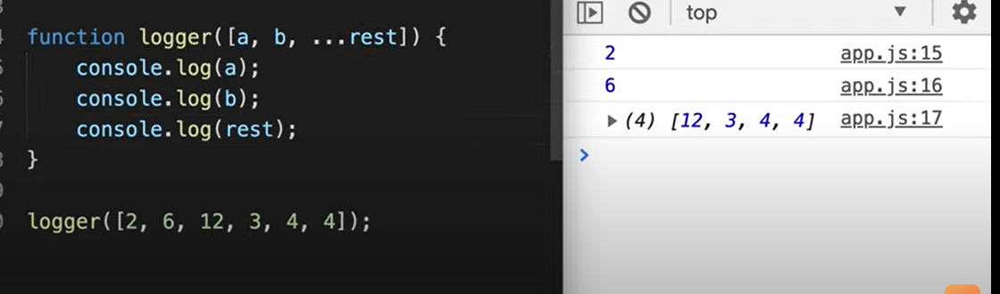 function logger([a, b, ...rest]) {
console.log(a);
console.log(b);
console.log(rest);
}
logger([2, 6, 12, 3, 4, 4]);
top
2 app.js:15
6 app.js:16
(4) [12, 3, 4, 4] app.js:17